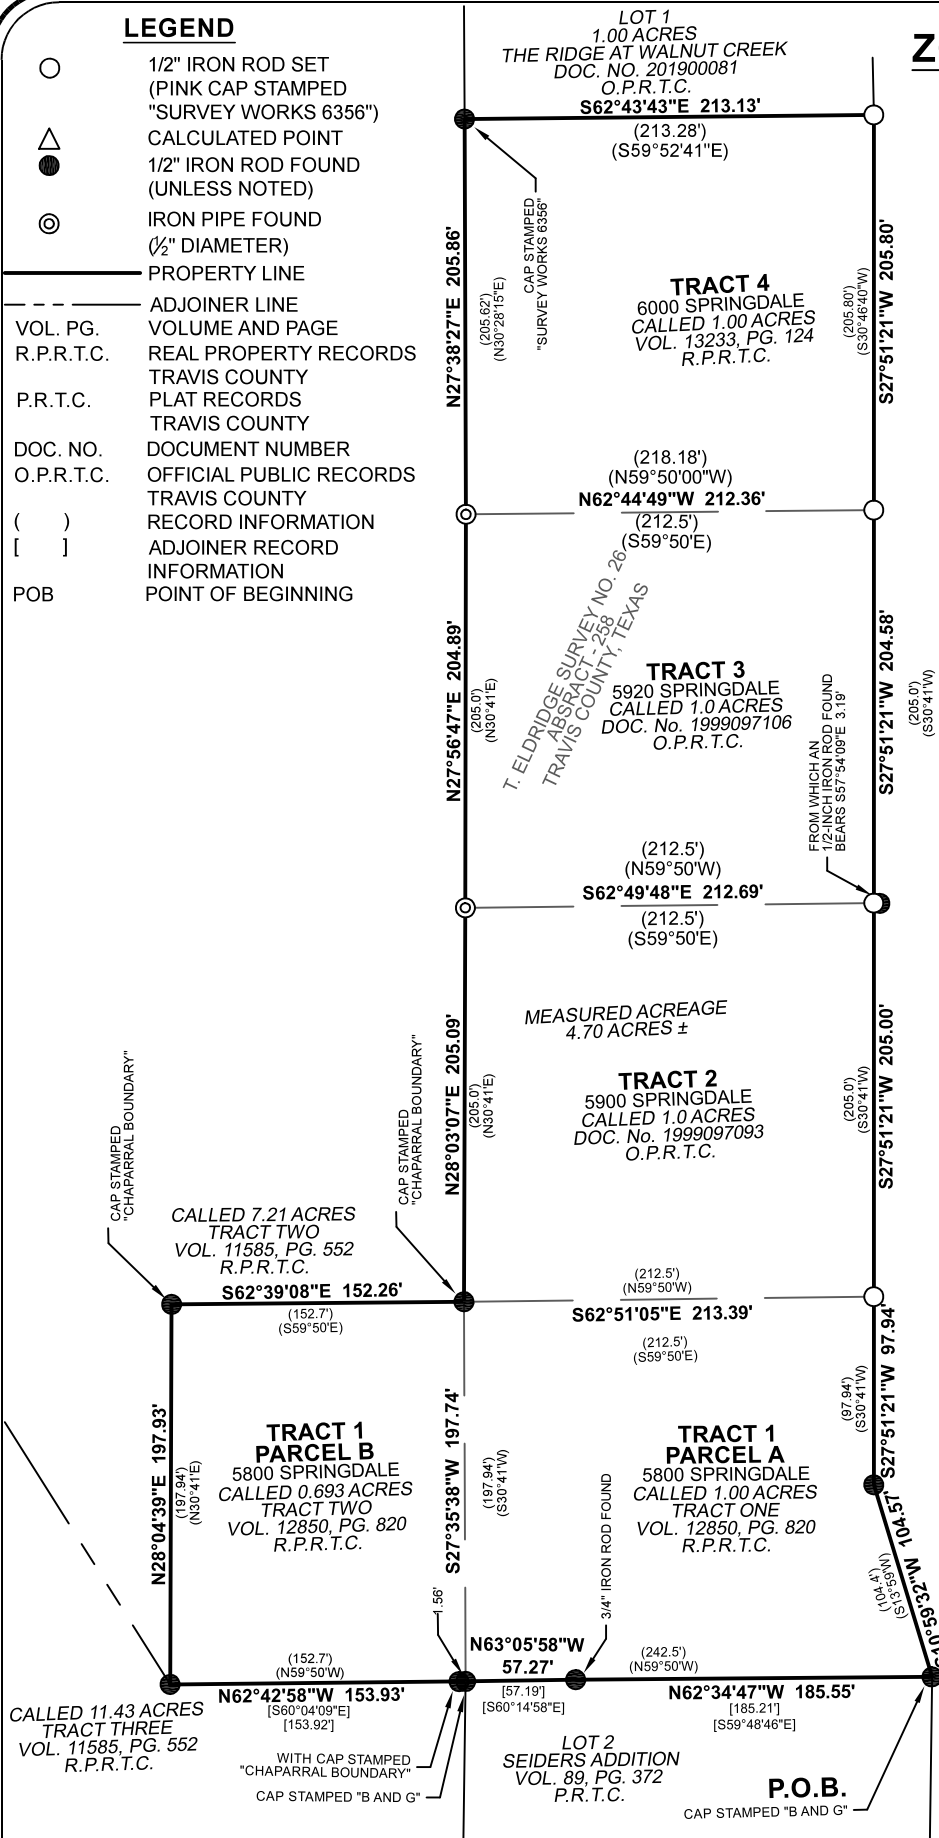 LEGEND
1/2" IRON ROD SET
(PINK CAP STAMPED
"SURVEY WORKS 6356")
CALCULATED POINT
1/2" IRON ROD FOUND
(UNLESS NOTED)
IRON PIPE FOUND
(½" DIAMETER)
PROPERTY LINE
ADJOINER LINE
VOL. PG. VOLUME AND PAGE
R.P.R.T.C. REAL PROPERTY RECORDS
TRAVIS COUNTY
P.R.T.C. PLAT RECORDS
TRAVIS COUNTY
DOC. NO. DOCUMENT NUMBER
O.P.R.T.C. OFFICIAL PUBLIC RECORDS
TRAVIS COUNTY
( ) RECORD INFORMATION
[ ] ADJOINER RECORD
INFORMATION
POB POINT OF BEGINNING
LOT 1
1.00 ACRES
THE RIDGE AT WALNUT CREEK
DOC. NO. 201900081
O.P.R.T.C.
S62°43'43"E 213.13'
(213.28')
(S59°52'41"E)
CAP STAMPED
"SURVEY WORKS 6356"
N27°38'27"E 205.86'
(205.62')
(N30°28'15"E)
TRACT 4
6000 SPRINGDALE
CALLED 1.00 ACRES
VOL. 13233, PG. 124
R.P.R.T.C.
(205.80')
(S30°46'40"W)
S27°51'21"W 205.80'
(218.18')
(N59°50'00"W)
N62°44'49"W 212.36'
(212.5')
(S59°50'E)
T. ELDRIDGE SURVEY NO. 26
ABSRACT - 258
TRAVIS COUNTY, TEXAS
N27°56'47"E 204.89'
(205.0')
(N30°41'E)
TRACT 3
5920 SPRINGDALE
CALLED 1.0 ACRES
DOC. No. 1999097106
O.P.R.T.C.
S27°51'21"W 204.58'
(205.0')
(S30°41'W)
FROM WHICH AN
1/2-INCH IRON ROD FOUND
BEARS S57°54'09"E 3.19'
(212.5')
(N59°50'W)
S62°49'48"E 212.69'
(212.5')
(S59°50'E)
MEASURED ACREAGE
4.70 ACRES ±
N28°03'07"E 205.09'
(205.0')
(N30°41'E)
TRACT 2
5900 SPRINGDALE
CALLED 1.0 ACRES
DOC. No. 1999097093
O.P.R.T.C.
(205.0')
(S30°41'W)
S27°51'21"W 205.00'
CAP STAMPED
"CHAPARRAL BOUNDARY"
CAP STAMPED
"CHAPARRAL BOUNDARY"
CALLED 7.21 ACRES
TRACT TWO
VOL. 11585, PG. 552
R.P.R.T.C.
S62°39'08"E 152.26'
(152.7')
(S59°50'E)
(212.5')
(N59°50'W)
S62°51'05"E 213.39'
(212.5')
(S59°50'E)
N28°04'39"E 197.93'
(197.94')
(N30°41'E)
TRACT 1
PARCEL B
5800 SPRINGDALE
CALLED 0.693 ACRES
TRACT TWO
VOL. 12850, PG. 820
R.P.R.T.C.
S27°35'38"W 197.74'
(197.94')
(S30°41'W)
TRACT 1
PARCEL A
5800 SPRINGDALE
CALLED 1.00 ACRES
TRACT ONE
VOL. 12850, PG. 820
R.P.R.T.C.
(97.94')
(S30°41'W)
S27°51'21"W 97.94'
(104.4')
(S13°59'W)
S10°59'32"W 104.57'
3/4" IRON ROD FOUND
1.56'
N63°05'58"W
57.27'
[57.19']
[S60°14'58"E]
(152.7')
(N59°50'W)
N62°42'58"W 153.93'
[S60°04'09"E]
[153.92']
(242.5')
(N59°50'W)
N62°34'47"W 185.55'
[185.21']
[S59°48'46"E]
CALLED 11.43 ACRES
TRACT THREE
VOL. 11585, PG. 552
R.P.R.T.C.
WITH CAP STAMPED
"CHAPARRAL BOUNDARY"
CAP STAMPED "B AND G"
LOT 2
SEIDERS ADDITION
VOL. 89, PG. 372
P.R.T.C.
P.O.B.
CAP STAMPED "B AND G"